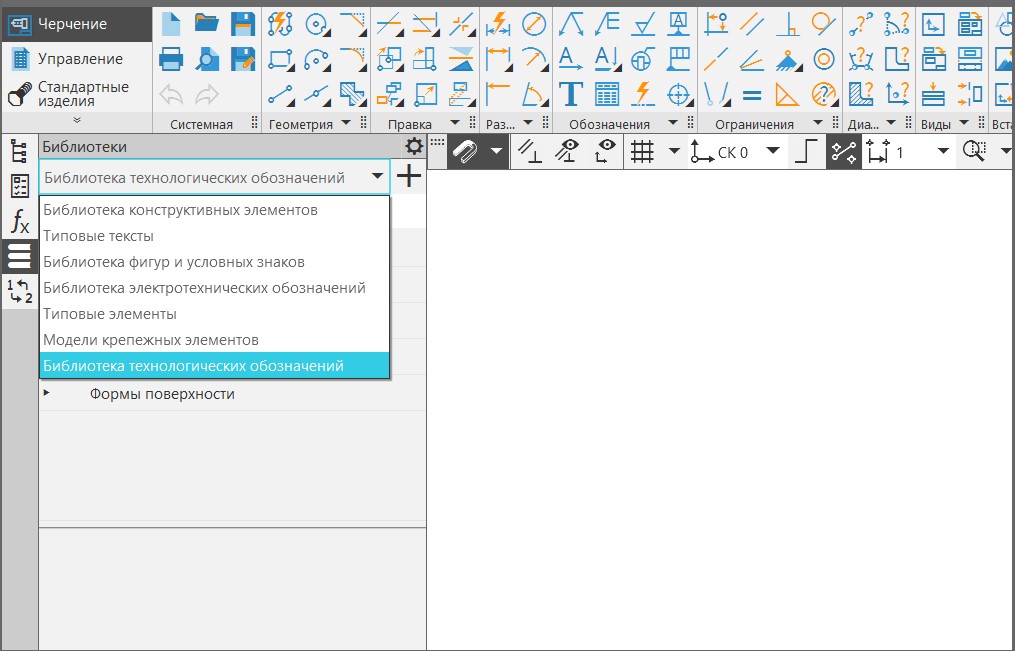 Черчение
Управление
Стандартные
изделия
Системная
Геометрия
Правка
Раз...
Обозначения
Ограничения
Диа...
Виды
Вста
Библиотеки
СК 0
1
Библиотека технологических обозначений
Библиотека конструктивных элементов
Типовые тексты
Библиотека фигур и условных знаков
Библиотека электротехнических обозначений
Типовые элементы
Модели крепежных элементов
Библиотека технологических обозначений
Формы поверхности